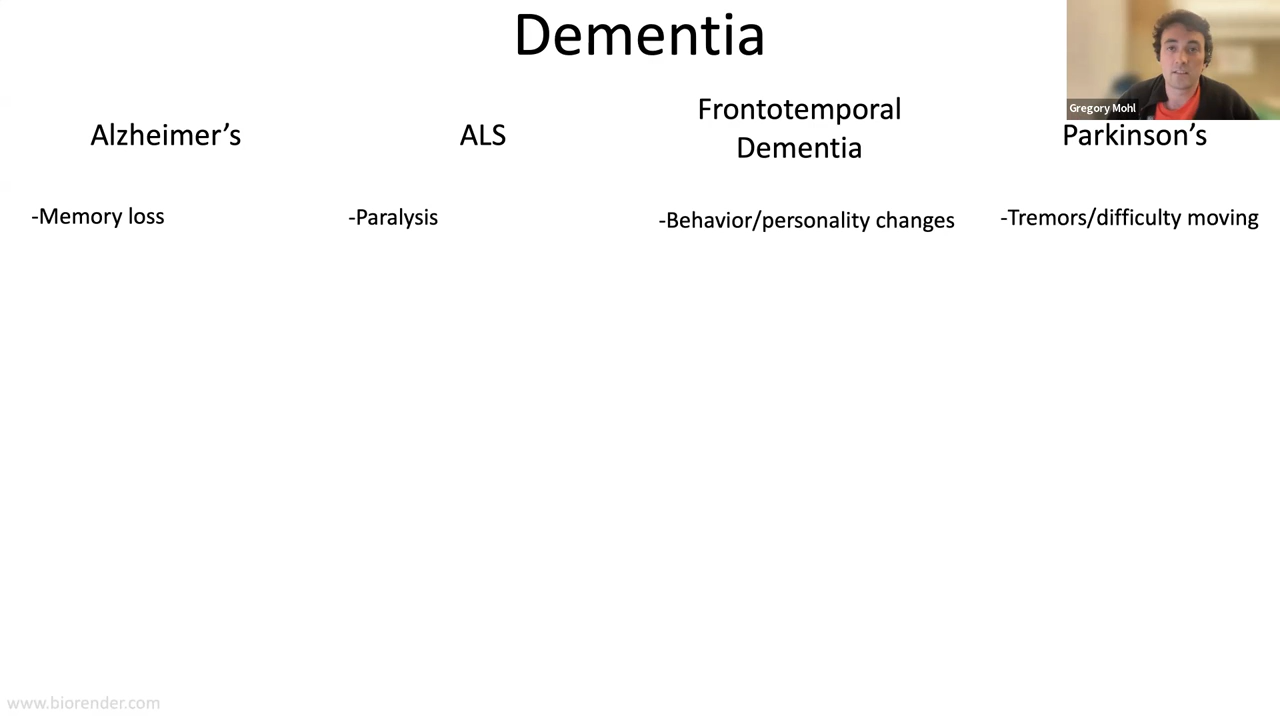 Dementia
Gregory Mohl
Alzheimer's
ALS
Frontotemporal
Dementia
Parkinson's
-Memory loss
-Paralysis
-Behavior/personality changes
-Tremors/difficulty moving
www.biorender.com